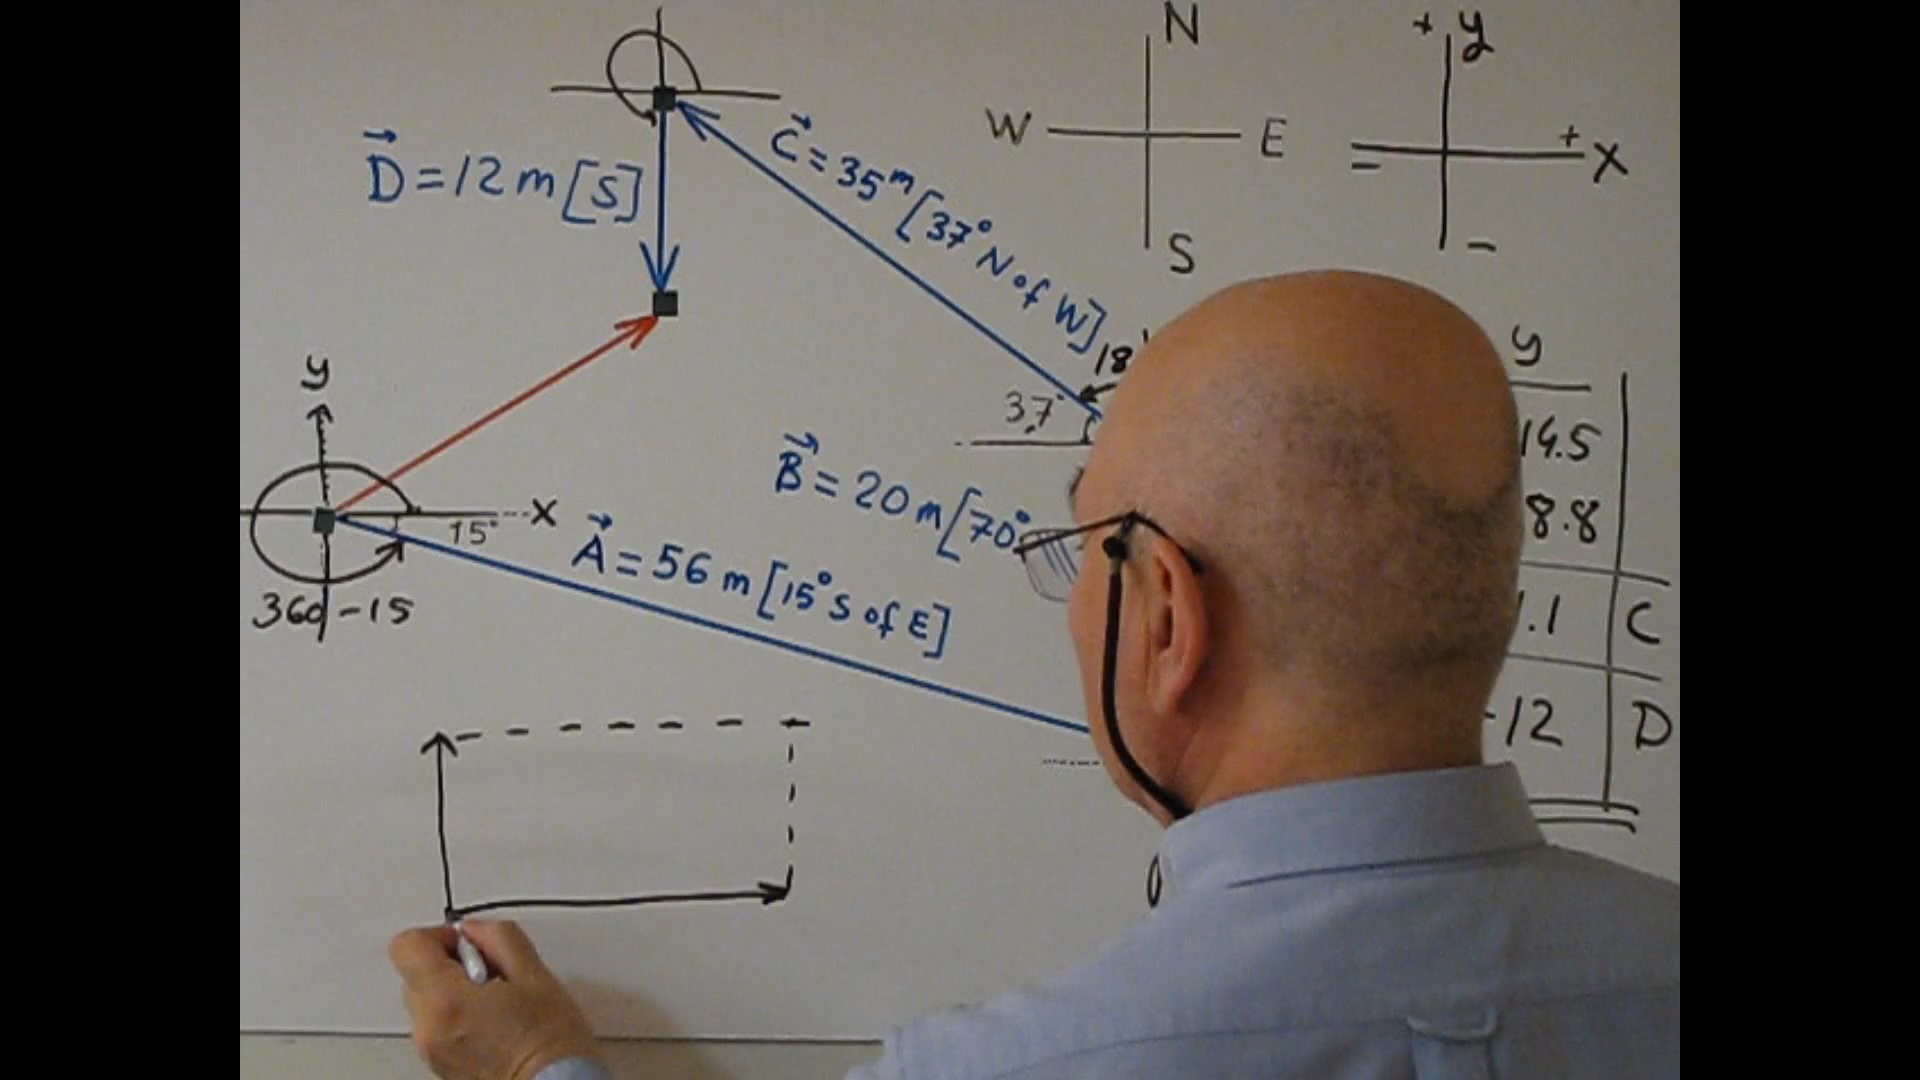 N
W E
S
+ y
+ X
-
-
D = 12 m [S]
C = 35 m [37° N of W]
18
37°
y
14.5
8.8
.1 C
-12 D
y
x
15°
360-15
B = 20 m [70°
A = 56 m [15° S of E]